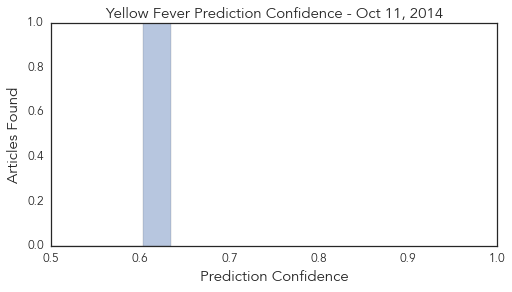 Yellow Fever Prediction Confidence - Oct 11, 2014
Articles Found
1.0
0.8
0.6
0.4
0.2
0.0
0.5 0.6 0.7 0.8 0.9 1.0
Prediction Confidence